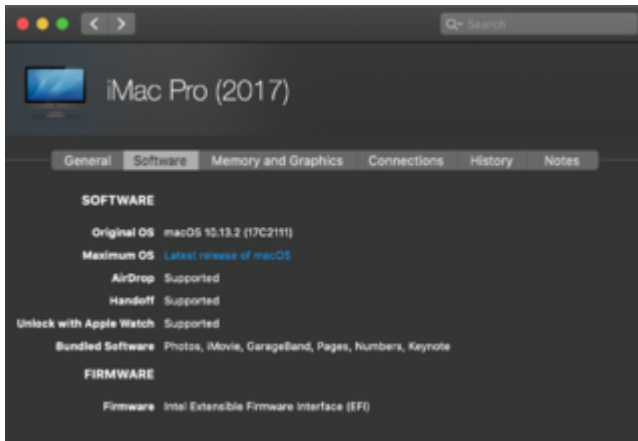 Search
iMac Pro (2017)
General Software Memory and Graphics Connections History Notes
SOFTWARE
Original OS macOS 10.13.2 (17C2111)
Maximum OS Latest release of macOS
AirDrop Supported
Handoff Supported
Unlock with Apple Watch Supported
Bundled Software Photos, iMovie, GarageBand, Pages, Numbers, Keynote
FIRMWARE
Firmware Intel Extensible Firmware Interface (EFI)